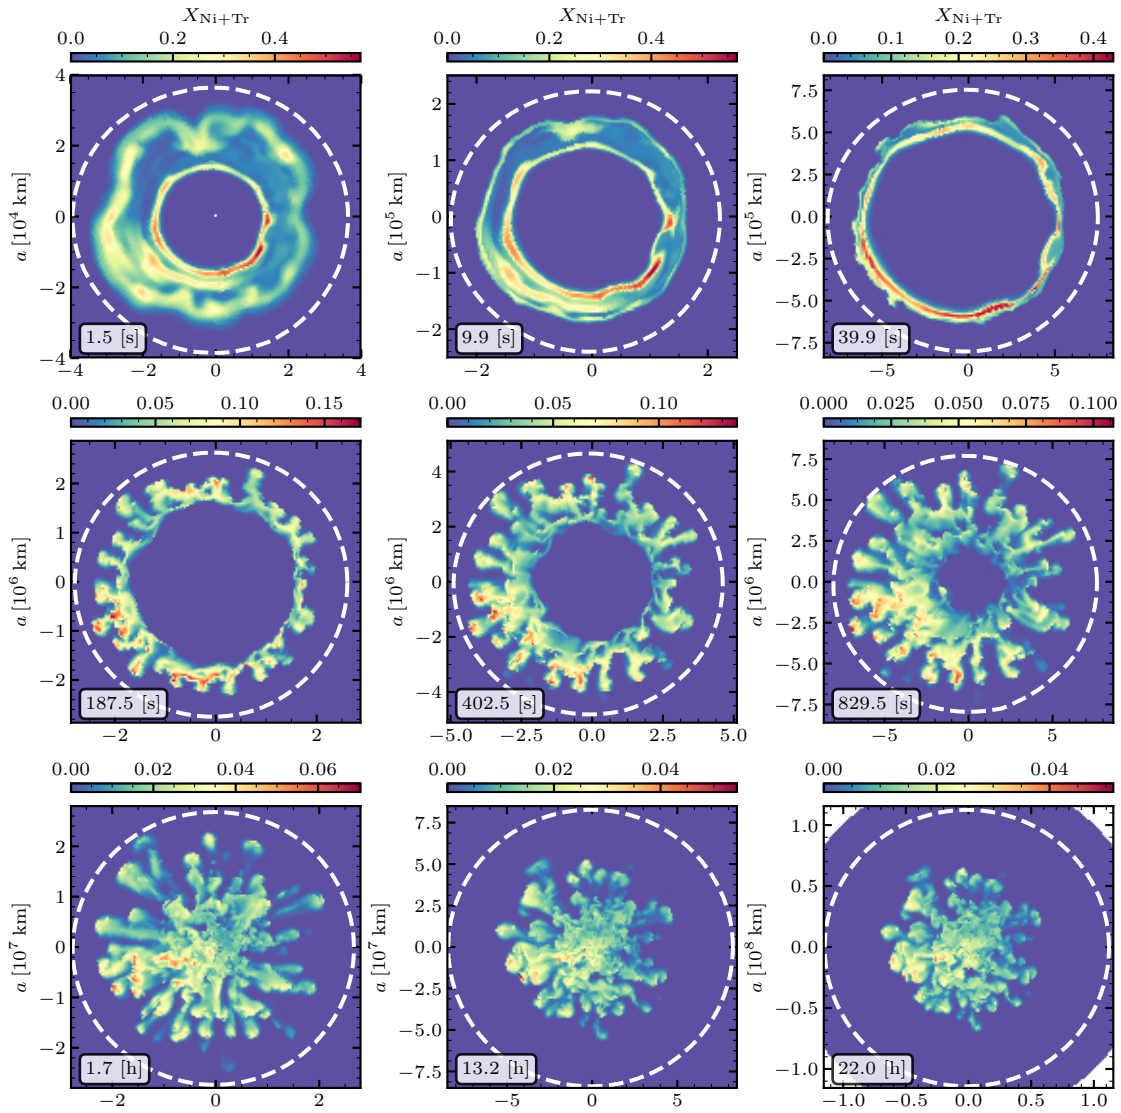 X_Ni+Tr X_Ni+Tr X_Ni+Tr
0.0 0.2 0.4 0.0 0.2 0.4 0.0 0.1 0.2 0.3 0.4
a [10^4 km] 4 2 0 −2 −4
1.5 [s]
−4 −2 0 2 4
a [10^5 km] 2 1 0 −1 −2
9.9 [s]
−2 0 2
a [10^5 km] 7.5 5.0 2.5 0.0 −2.5 −5.0 −7.5
39.9 [s]
−5 0 5
0.00 0.05 0.10 0.15 0.00 0.05 0.10 0.000 0.025 0.050 0.075 0.100
a [10^6 km] 2 1 0 −1 −2
187.5 [s]
−2 0 2
a [10^6 km] 4 2 0 −2 −4
402.5 [s]
−5.0 −2.5 0.0 2.5 5.0
a [10^6 km] 7.5 5.0 2.5 0.0 −2.5 −5.0 −7.5
829.5 [s]
−5 0 5
0.00 0.02 0.04 0.06 0.00 0.02 0.04 0.00 0.02 0.04
a [10^7 km] 2 1 0 −1 −2
1.7 [h]
−2 0 2
a [10^7 km] 7.5 5.0 2.5 0.0 −2.5 −5.0 −7.5
13.2 [h]
−5 0 5
a [10^8 km] 1.0 0.5 0.0 −0.5 −1.0
22.0 [h]
−1.0 −0.5 0.0 0.5 1.0